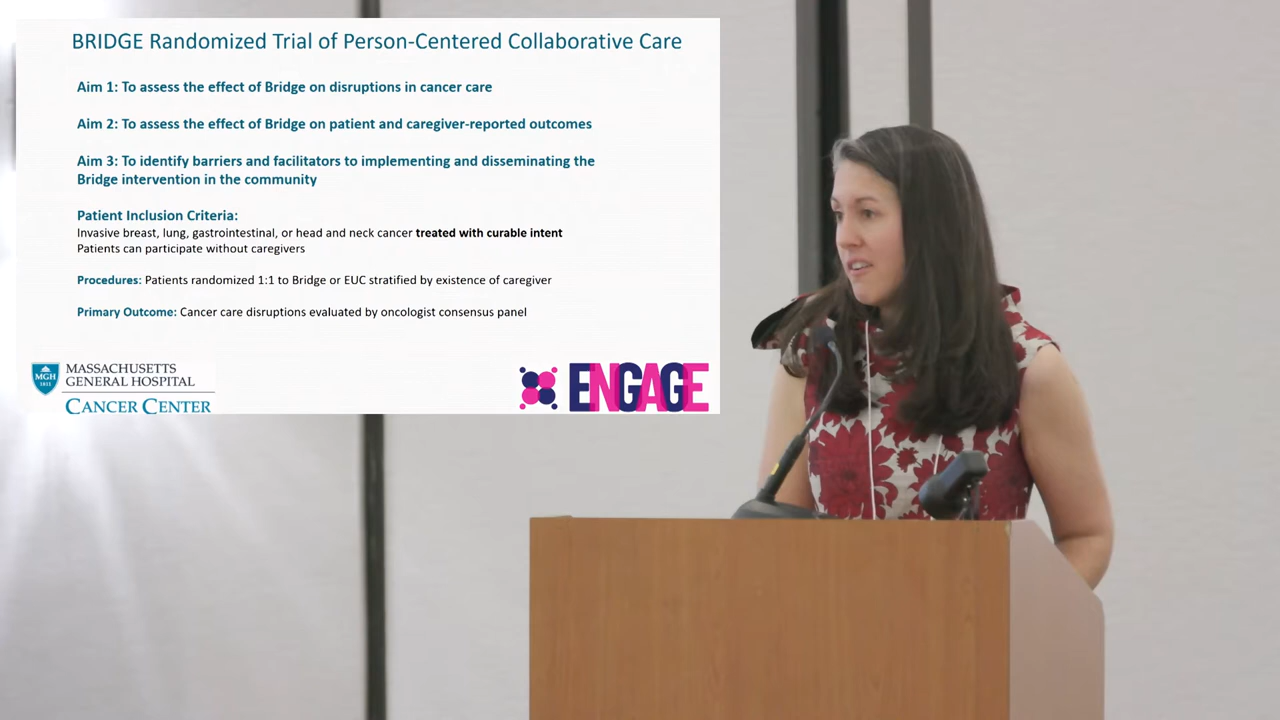 BRIDGE Randomized Trial of Person-Centered Collaborative Care
Aim 1: To assess the effect of Bridge on disruptions in cancer care
Aim 2: To assess the effect of Bridge on patient and caregiver-reported outcomes
Aim 3: To identify barriers and facilitators to implementing and disseminating the
Bridge intervention in the community
Patient Inclusion Criteria:
Invasive breast, lung, gastrointestinal, or head and neck cancer treated with curable intent
Patients can participate without caregivers
Procedures: Patients randomized 1:1 to Bridge or EUC stratified by existence of caregiver
Primary Outcome: Cancer care disruptions evaluated by oncologist consensus panel
MGH
1811
MASSACHUSETTS
GENERAL HOSPITAL
CANCER CENTER
ENGAGE